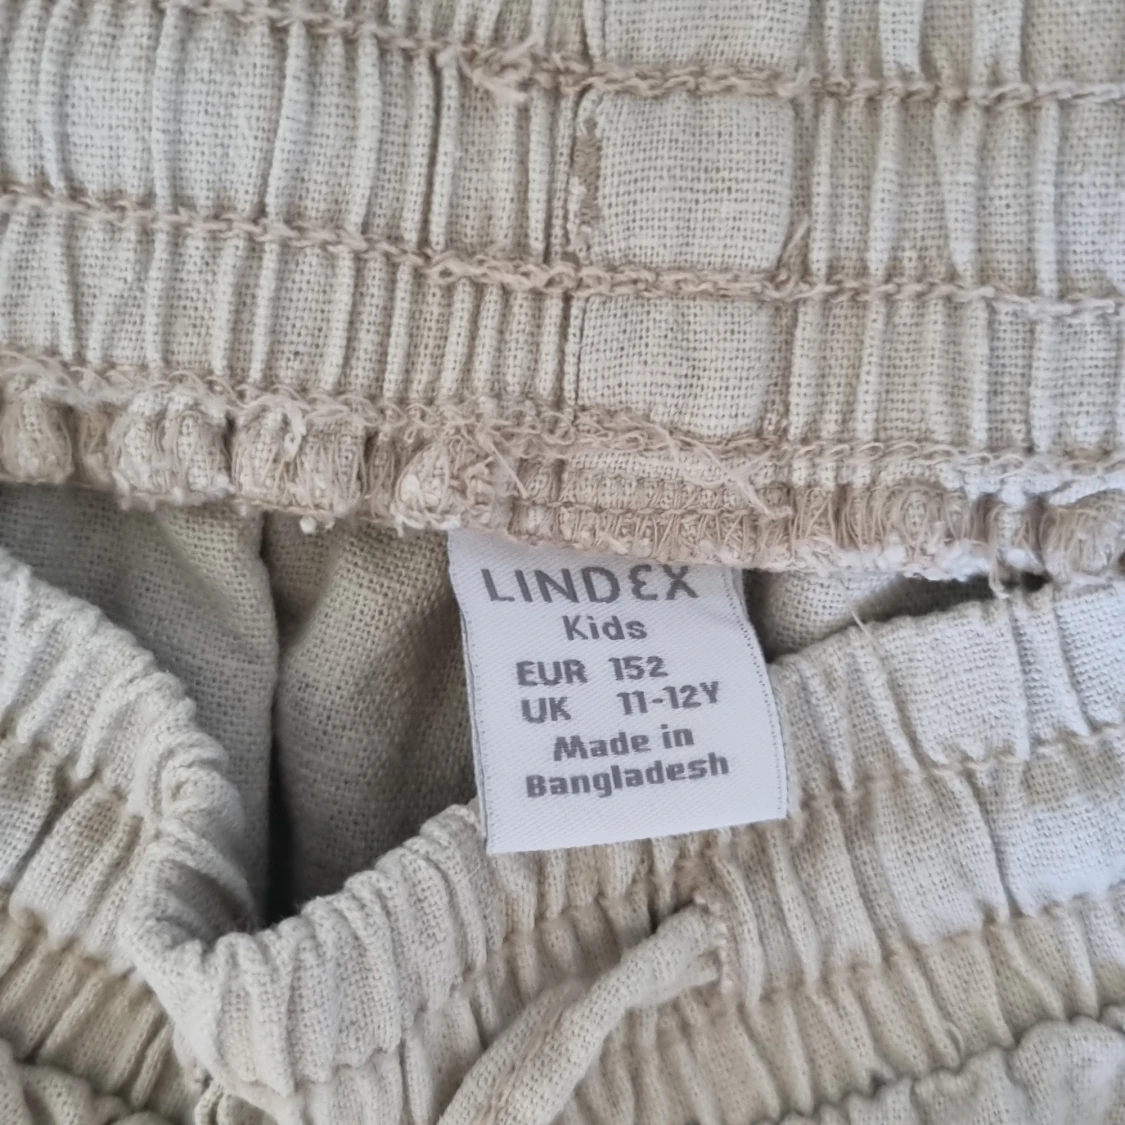 LINDEX
Kids
EUR 152
UK 11-12Y
Made in
Bangladesh